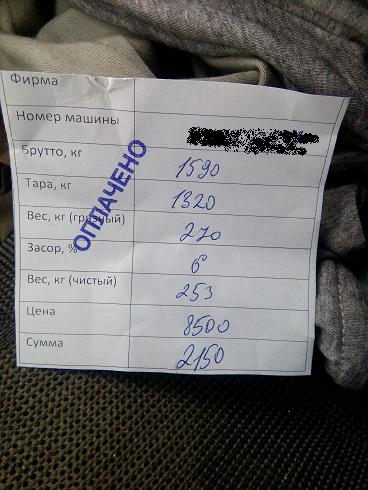 Фирма
Номер машины
Брутто, кг 1590
Тара, кг 1320
Вес, кг (грязный) 270
Засор, % 6
Вес, кг (чистый) 253
Цена 8500
Сумма 2150
ОПЛАЧЕНО